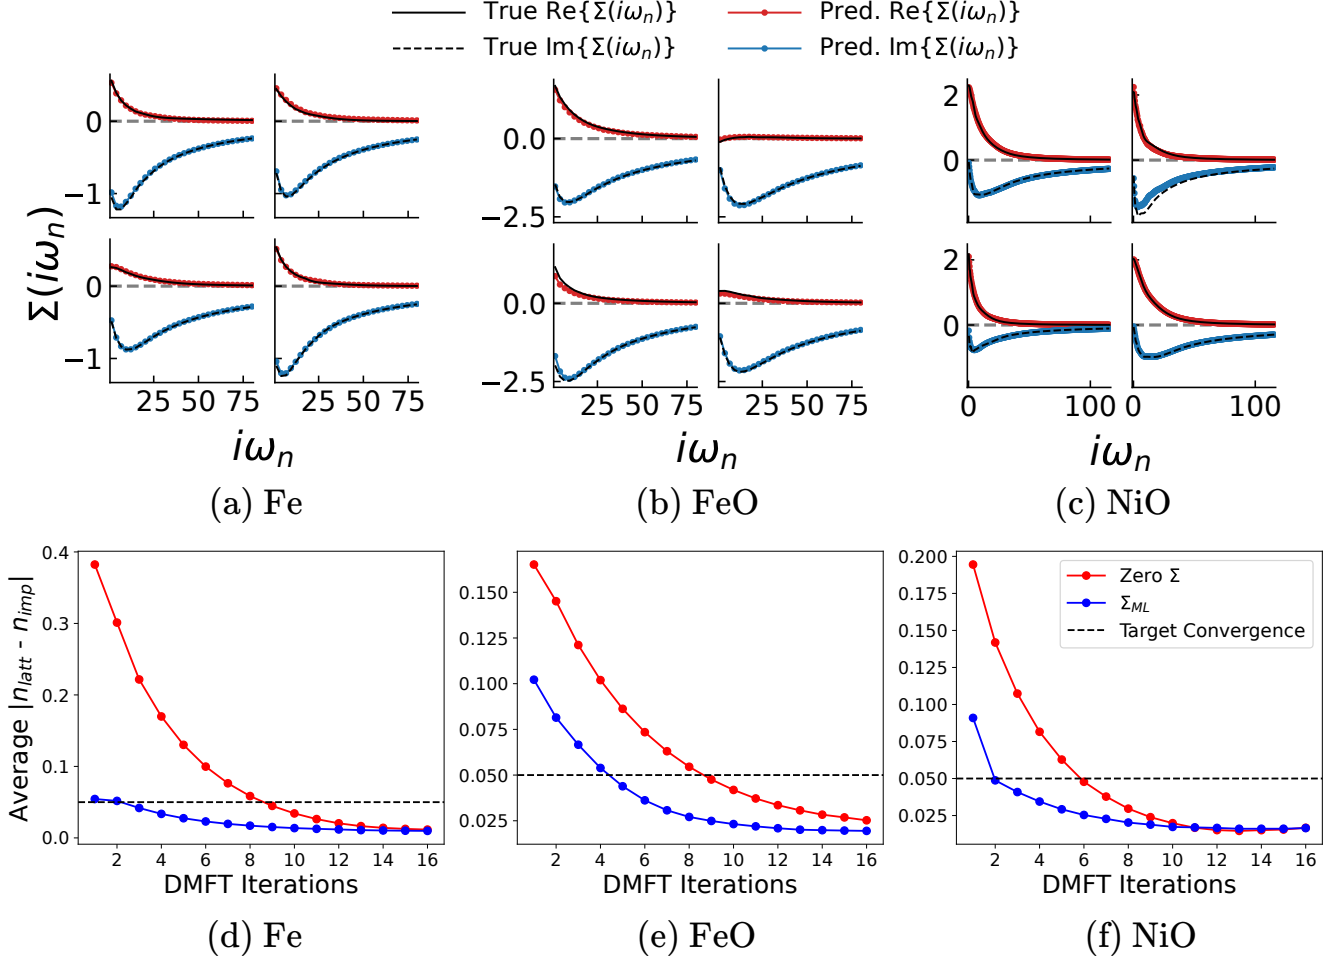 True Re{Σ(iωn)} Pred. Re{Σ(iωn)}
True Im{Σ(iωn)} Pred. Im{Σ(iωn)}
Σ(iωn)
0
−1
0
−1
25 75
25 75
iωn
(a) Fe
0.0
−2.5
0.0
−2.5
25 75
25 75
iωn
(b) FeO
2
0
2
0
0 100
0 100
iωn
(c) NiO
Average |nlatt - nimp|
0.4
0.3
0.2
0.1
0.0
2 4 6 8 10 12 14 16
DMFT Iterations
(d) Fe
0.150
0.125
0.100
0.075
0.050
0.025
2 4 6 8 10 12 14 16
DMFT Iterations
(e) FeO
0.200
0.175
0.150
0.125
0.100
0.075
0.050
0.025
Zero Σ
ΣML
Target Convergence
2 4 6 8 10 12 14 16
DMFT Iterations
(f) NiO